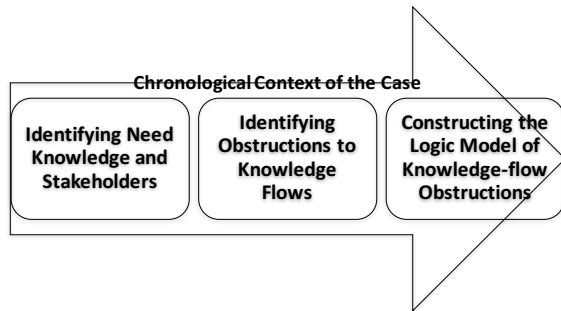 Chronological Context of the Case
Identifying Need
Knowledge and
Stakeholders
Identifying
Obstructions to
Knowledge
Flows
Constructing the
Logic Model of
Knowledge-flow
Obstructions